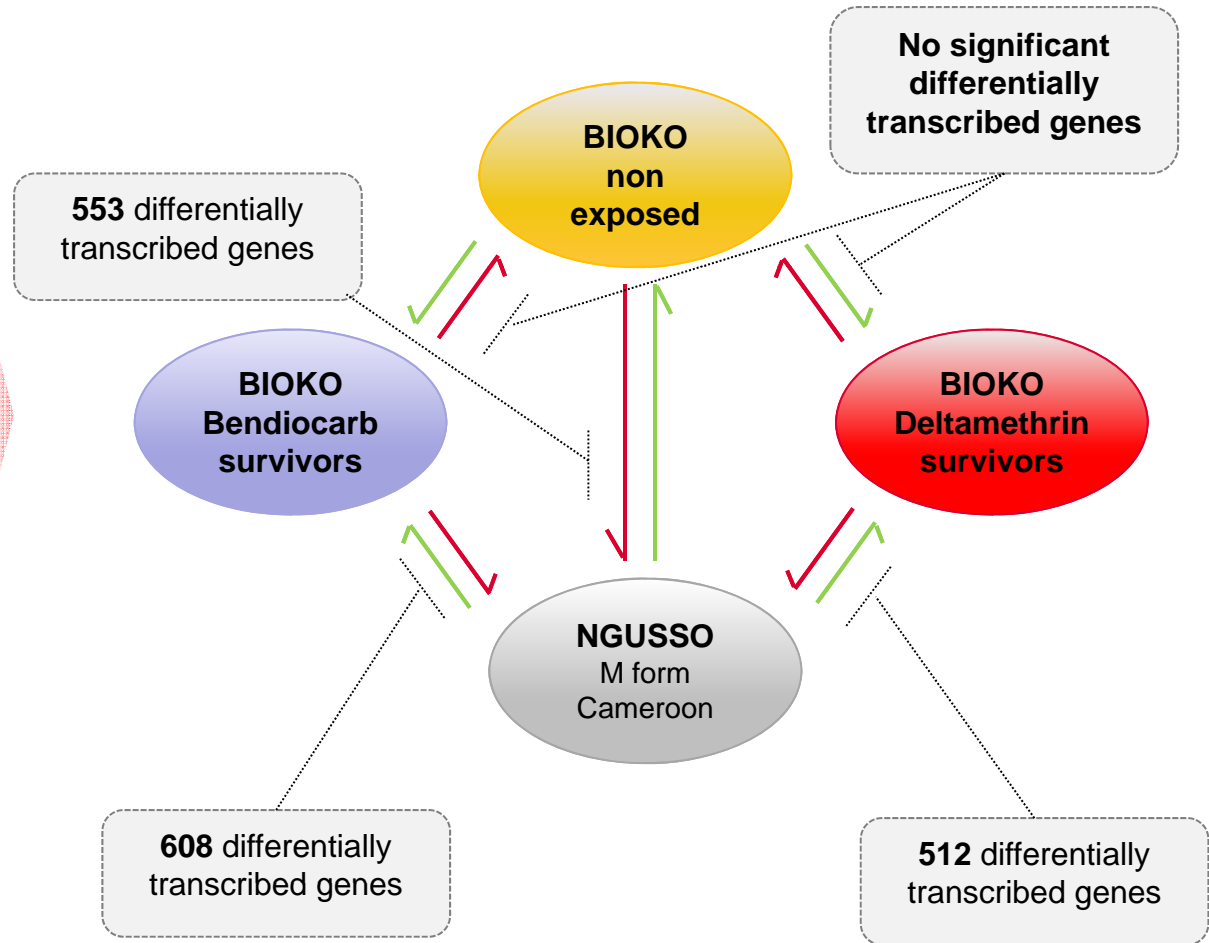 No significant
differentially
transcribed genes
BIOKO
non
exposed
553 differentially
transcribed genes
BIOKO
Bendiocarb
survivors
BIOKO
Deltamethrin
survivors
NGUSSO
M form
Cameroon
608 differentially
transcribed genes
512 differentially
transcribed genes